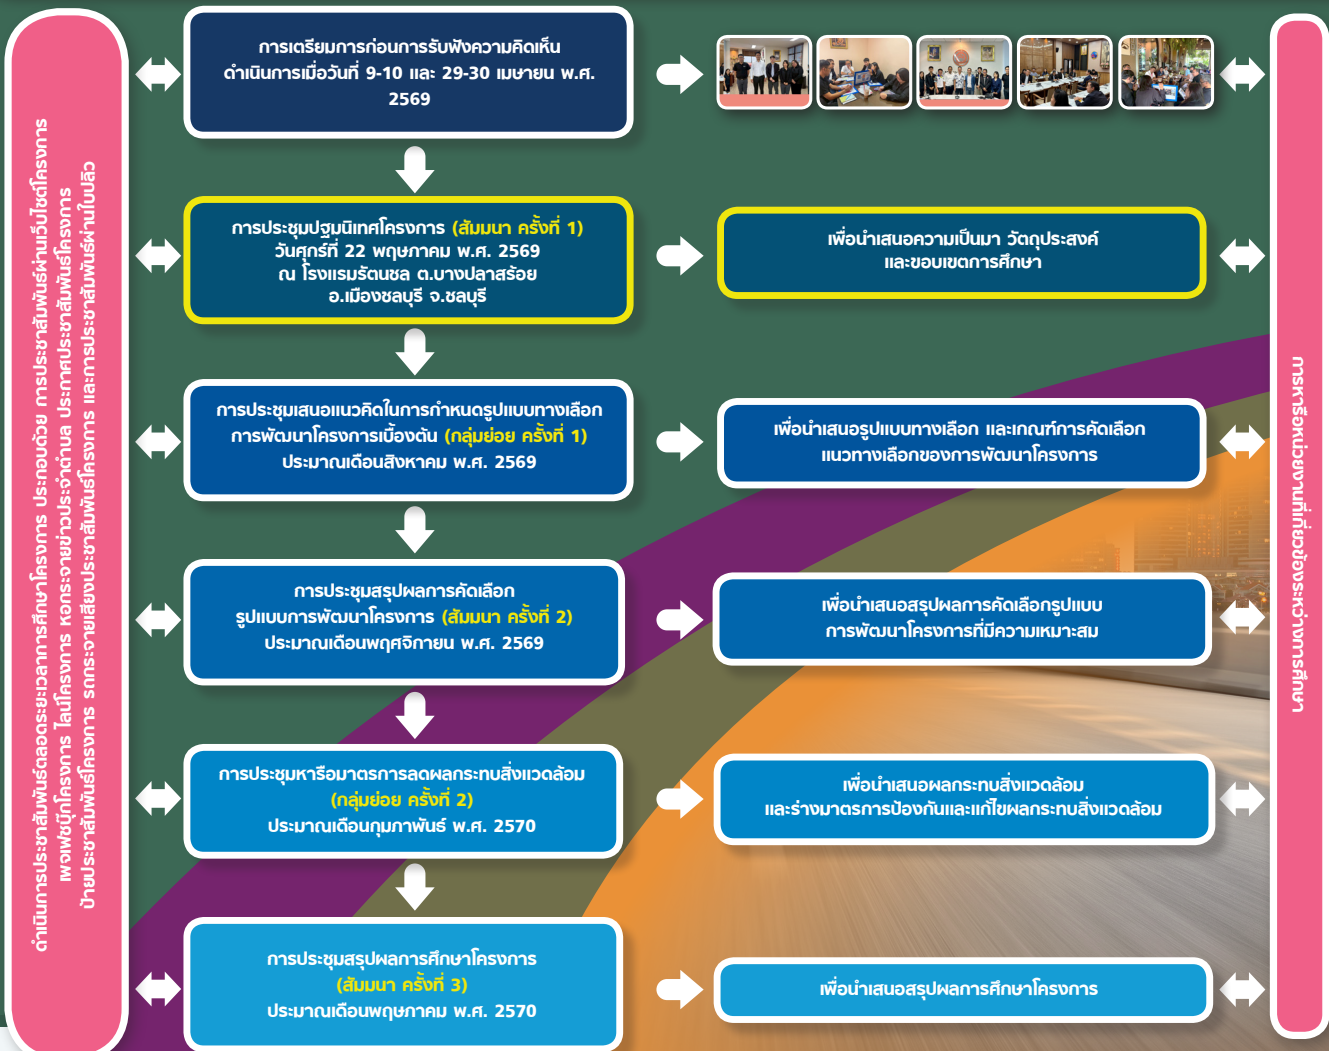 ดำเนินการประชาสัมพันธ์ตลอดระยะเวลาการศึกษาโครงการ ประกอบด้วย การประชาสัมพันธ์ผ่านเว็บไซต์โครงการ
เพจเฟซบุ๊กโครงการ ไลน์โครงการ หอกระจายข่าวประจำตำบล ประกาศประชาสัมพันธ์โครงการ
ป้ายประชาสัมพันธ์โครงการ รถกระจายเสียงประชาสัมพันธ์โครงการ และการประชาสัมพันธ์ผ่านใบปลิว
การเตรียมการก่อนการรับฟังความคิดเห็น
ดำเนินการเมื่อวันที่ 9-10 และ 29-30 เมษายน พ.ศ.
2569
การประชุมปฐมนิเทศโครงการ (สัมมนา ครั้งที่ 1)
วันศุกร์ที่ 22 พฤษภาคม พ.ศ. 2569
ณ โรงแรมรัตนชล ต.บางปลาสร้อย
อ.เมืองชลบุรี จ.ชลบุรี
เพื่อนำเสนอความเป็นมา วัตถุประสงค์
และขอบเขตการศึกษา
การประชุมเสนอแนวคิดในการกำหนดรูปแบบทางเลือก
การพัฒนาโครงการเบื้องต้น (กลุ่มย่อย ครั้งที่ 1)
ประมาณเดือนสิงหาคม พ.ศ. 2569
เพื่อนำเสนอรูปแบบทางเลือก และเกณฑ์การคัดเลือก
แนวทางเลือกของการพัฒนาโครงการ
การประชุมสรุปผลการคัดเลือก
รูปแบบการพัฒนาโครงการ (สัมมนา ครั้งที่ 2)
ประมาณเดือนพฤศจิกายน พ.ศ. 2569
เพื่อนำเสนอสรุปผลการคัดเลือกรูปแบบ
การพัฒนาโครงการที่มีความเหมาะสม
การประชุมหารือมาตรการลดผลกระทบสิ่งแวดล้อม
(กลุ่มย่อย ครั้งที่ 2)
ประมาณเดือนกุมภาพันธ์ พ.ศ. 2570
เพื่อนำเสนอผลกระทบสิ่งแวดล้อม
และร่างมาตรการป้องกันและแก้ไขผลกระทบสิ่งแวดล้อม
การประชุมสรุปผลการศึกษาโครงการ
(สัมมนา ครั้งที่ 3)
ประมาณเดือนพฤษภาคม พ.ศ. 2570
เพื่อนำเสนอสรุปผลการศึกษาโครงการ
การหารือหน่วยงานที่เกี่ยวข้องระหว่างการศึกษา